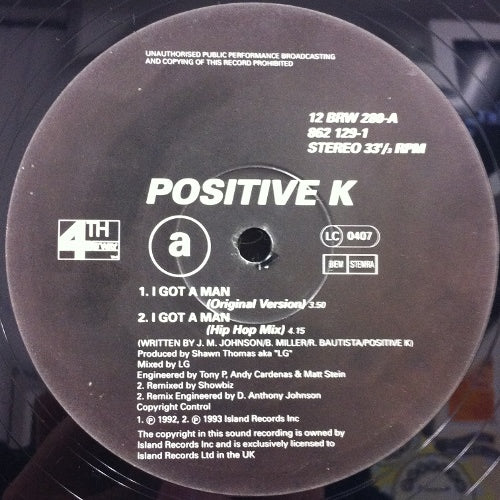 UNAUTHORISED PUBLIC PERFORMANCE BROADCASTING
AND COPYING OF THIS RECORD PROHIBITED
12 BRW 280-A
862 129-1
STEREO 33⅓ RPM
POSITIVE K
4TH
a
LC 0407
BIEM STEMRA
1. I GOT A MAN
(Original Version) 3.50
2. I GOT A MAN
(Hip Hop Mix) 4.15
(WRITTEN BY J. M. JOHNSON/B. MILLER/R. BAUTISTA/POSITIVE K)
Produced by Shawn Thomas aka "LG"
Mixed by LG
Engineered by Tony P, Andy Cardenas & Matt Stein
2. Remixed by Showbiz
2. Remix Engineered by D. Anthony Johnson
Copyright Control
1. ℗ 1992, 2. ℗ 1993 Island Records Inc
The copyright in this sound recording is owned by
Island Records Inc and is exclusively licensed to
Island Records Ltd in the UK